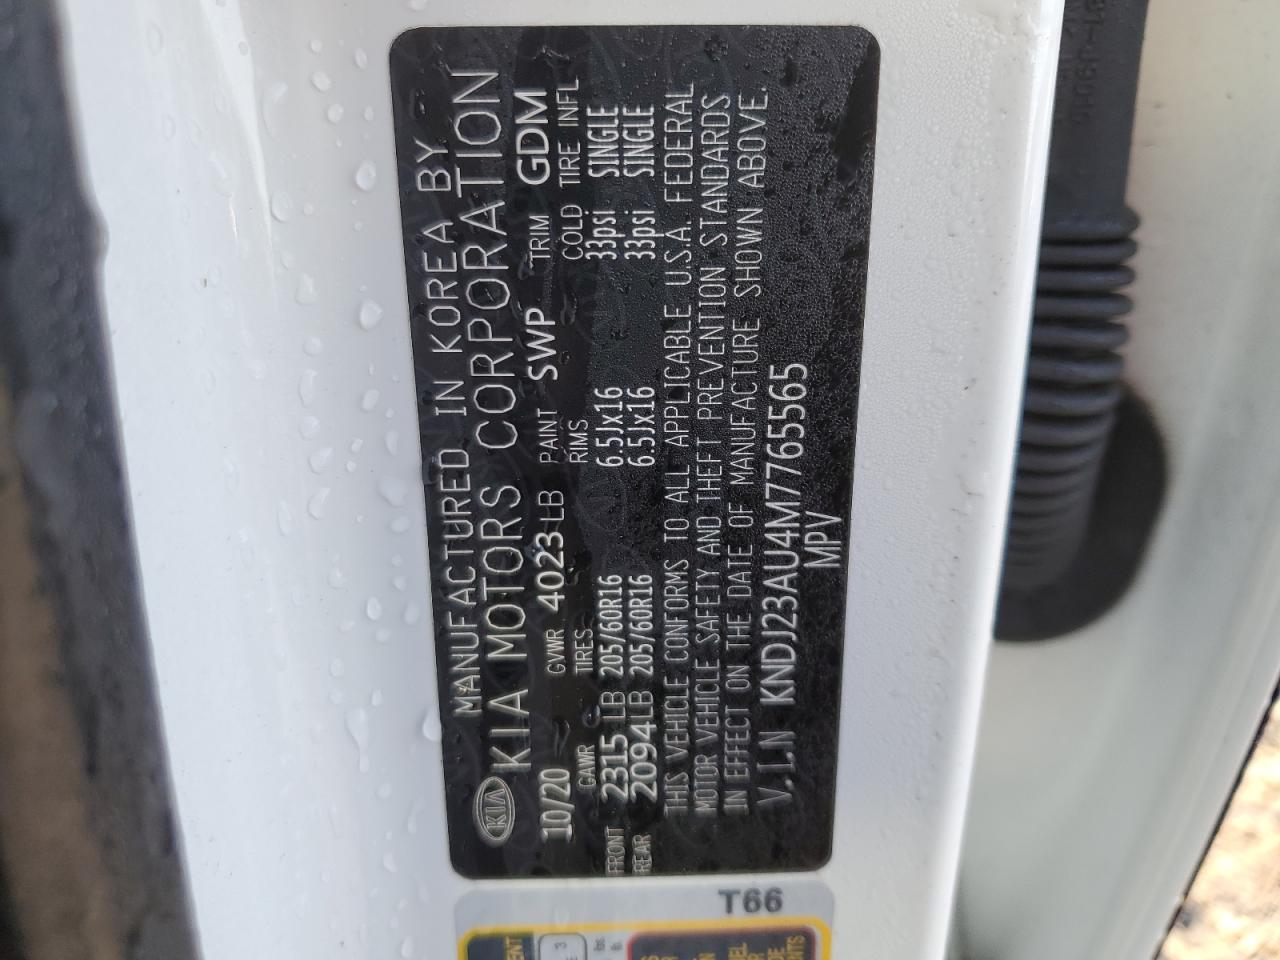 MANUFACTURED IN KOREA BY
KIA KIA MOTORS CORPORATION
10/20 GVWR 4023LB PAINT SWP TRIM GDM
GAWR TIRES RIMS COLD TIRE INFL
FRONT 2315LB 205/60R16 6.5Jx16 33psi SINGLE
REAR 2094LB 205/60R16 6.5Jx16 33psi SINGLE
THIS VEHICLE CONFORMS TO ALL APPLICABLE U.S.A. FEDERAL
MOTOR VEHICLE SAFETY AND THEFT PREVENTION STANDARDS
IN EFFECT ON THE DATE OF MANUFACTURE SHOWN ABOVE.
V.I.N KNDJ23AU4M7765565
MPV
T66